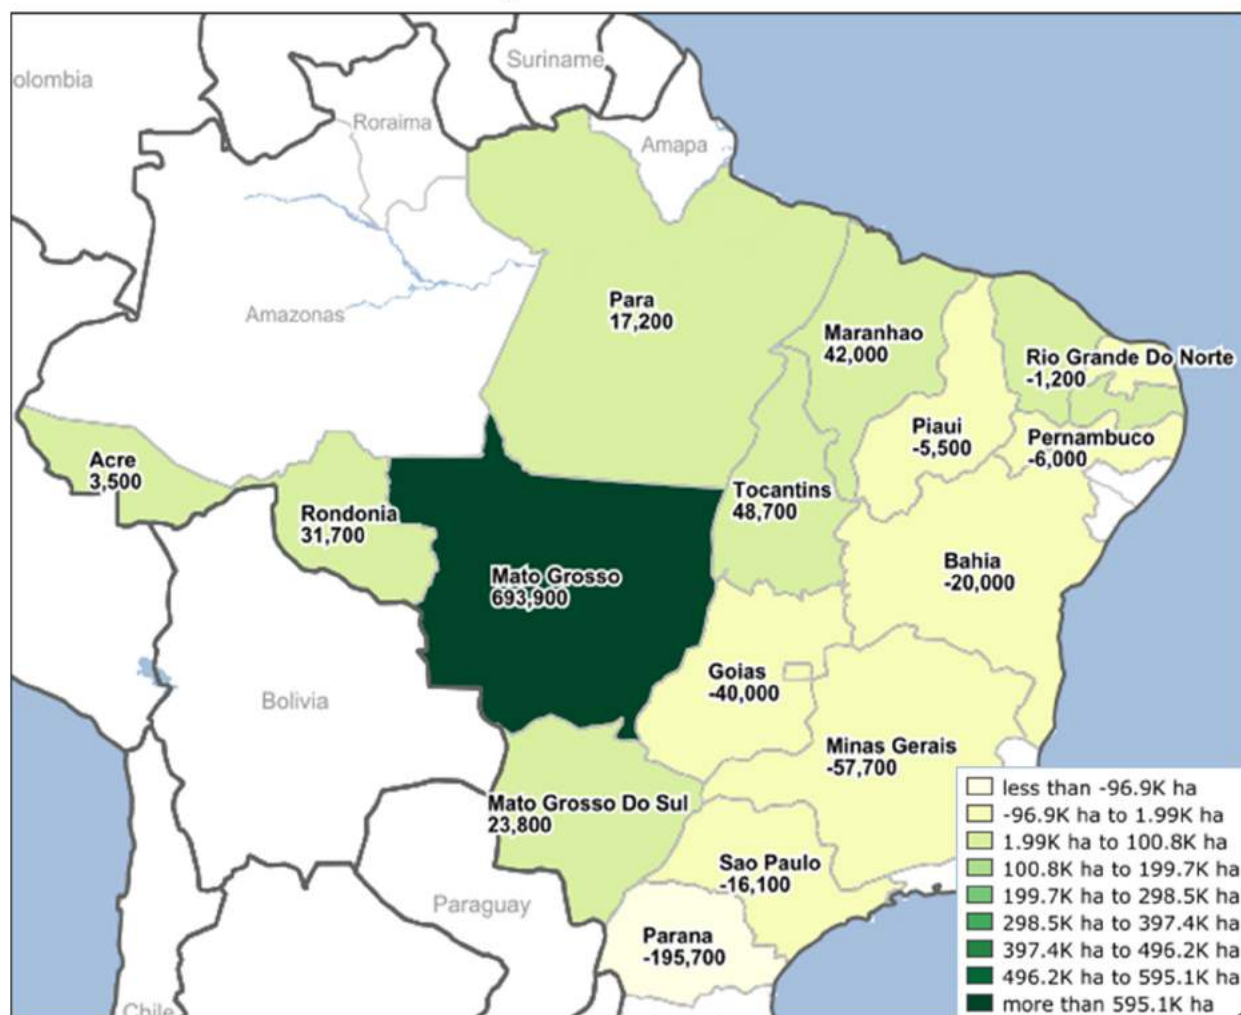 olombia
Suriname
Roraima
Amapa
Amazonas
Para
17,200
Maranhao
42,000
Rio Grande Do Norte
-1,200
Piaui
-5,500
Pernambuco
-6,000
Acre
3,500
Rondonia
31,700
Tocantins
48,700
Mato Grosso
693,900
Bahia
-20,000
Goias
-40,000
Bolivia
Minas Gerais
-57,700
Mato Grosso Do Sul
23,800
Sao Paulo
-16,100
Paraguay
Parana
-195,700
Chile
less than -96.9K ha
-96.9K ha to 1.99K ha
1.99K ha to 100.8K ha
100.8K ha to 199.7K ha
199.7K ha to 298.5K ha
298.5K ha to 397.4K ha
397.4K ha to 496.2K ha
496.2K ha to 595.1K ha
more than 595.1K ha